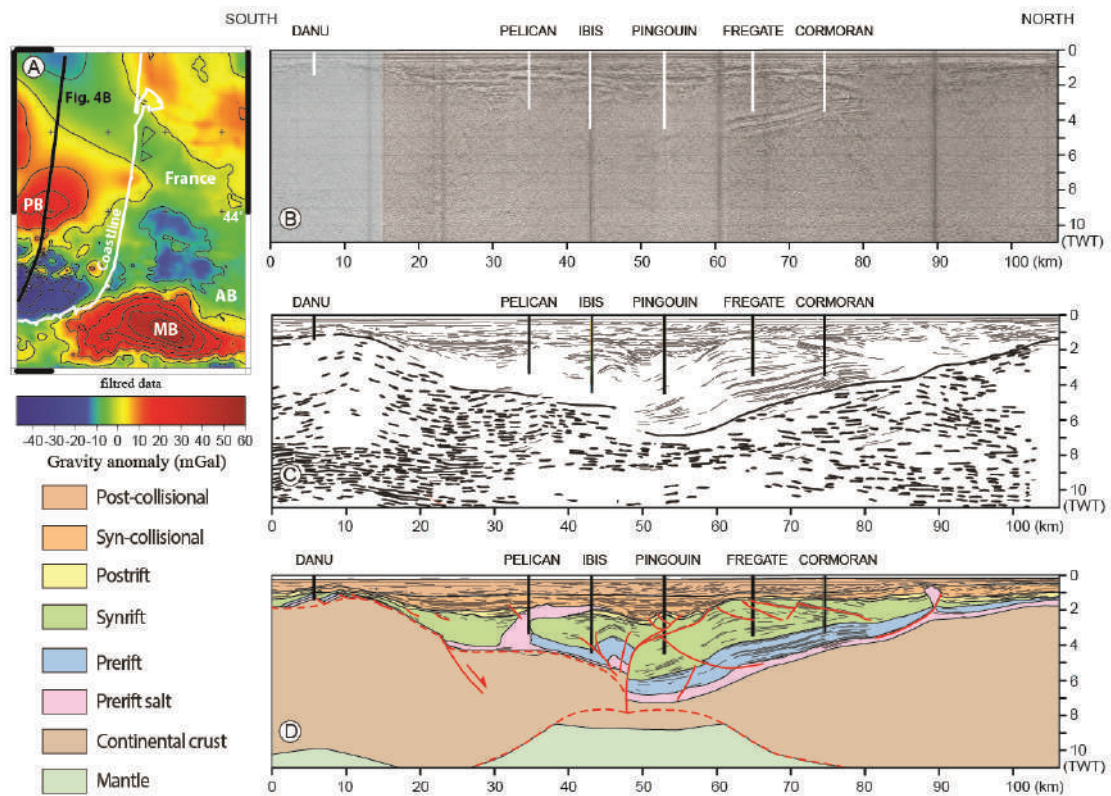 SOUTH NORTH
DANU PELICAN IBIS PINGOUIN FREGATE CORMORAN
A
Fig. 4B
France
PB
44°
Coastline
AB
MB
filtred data
-40 -30 -20 -10 0 10 20 30 40 50 60
Gravity anomaly (mGal)
Post-collisional
Syn-collisional
Postrift
Synrift
Prerift
Prerift salt
Continental crust
Mantle
0
2
4
6
8
10
(TWT)
B
0 10 20 30 40 50 60 70 80 90 100 (km)
DANU PELICAN IBIS PINGOUIN FREGATE CORMORAN
0
2
4
6
8
10
(TWT)
C
0 10 20 30 40 50 60 70 80 90 100 (km)
DANU PELICAN IBIS PINGOUIN FREGATE CORMORAN
0
2
4
6
8
10
(TWT)
D
0 10 20 30 40 50 60 70 80 90 100 (km)